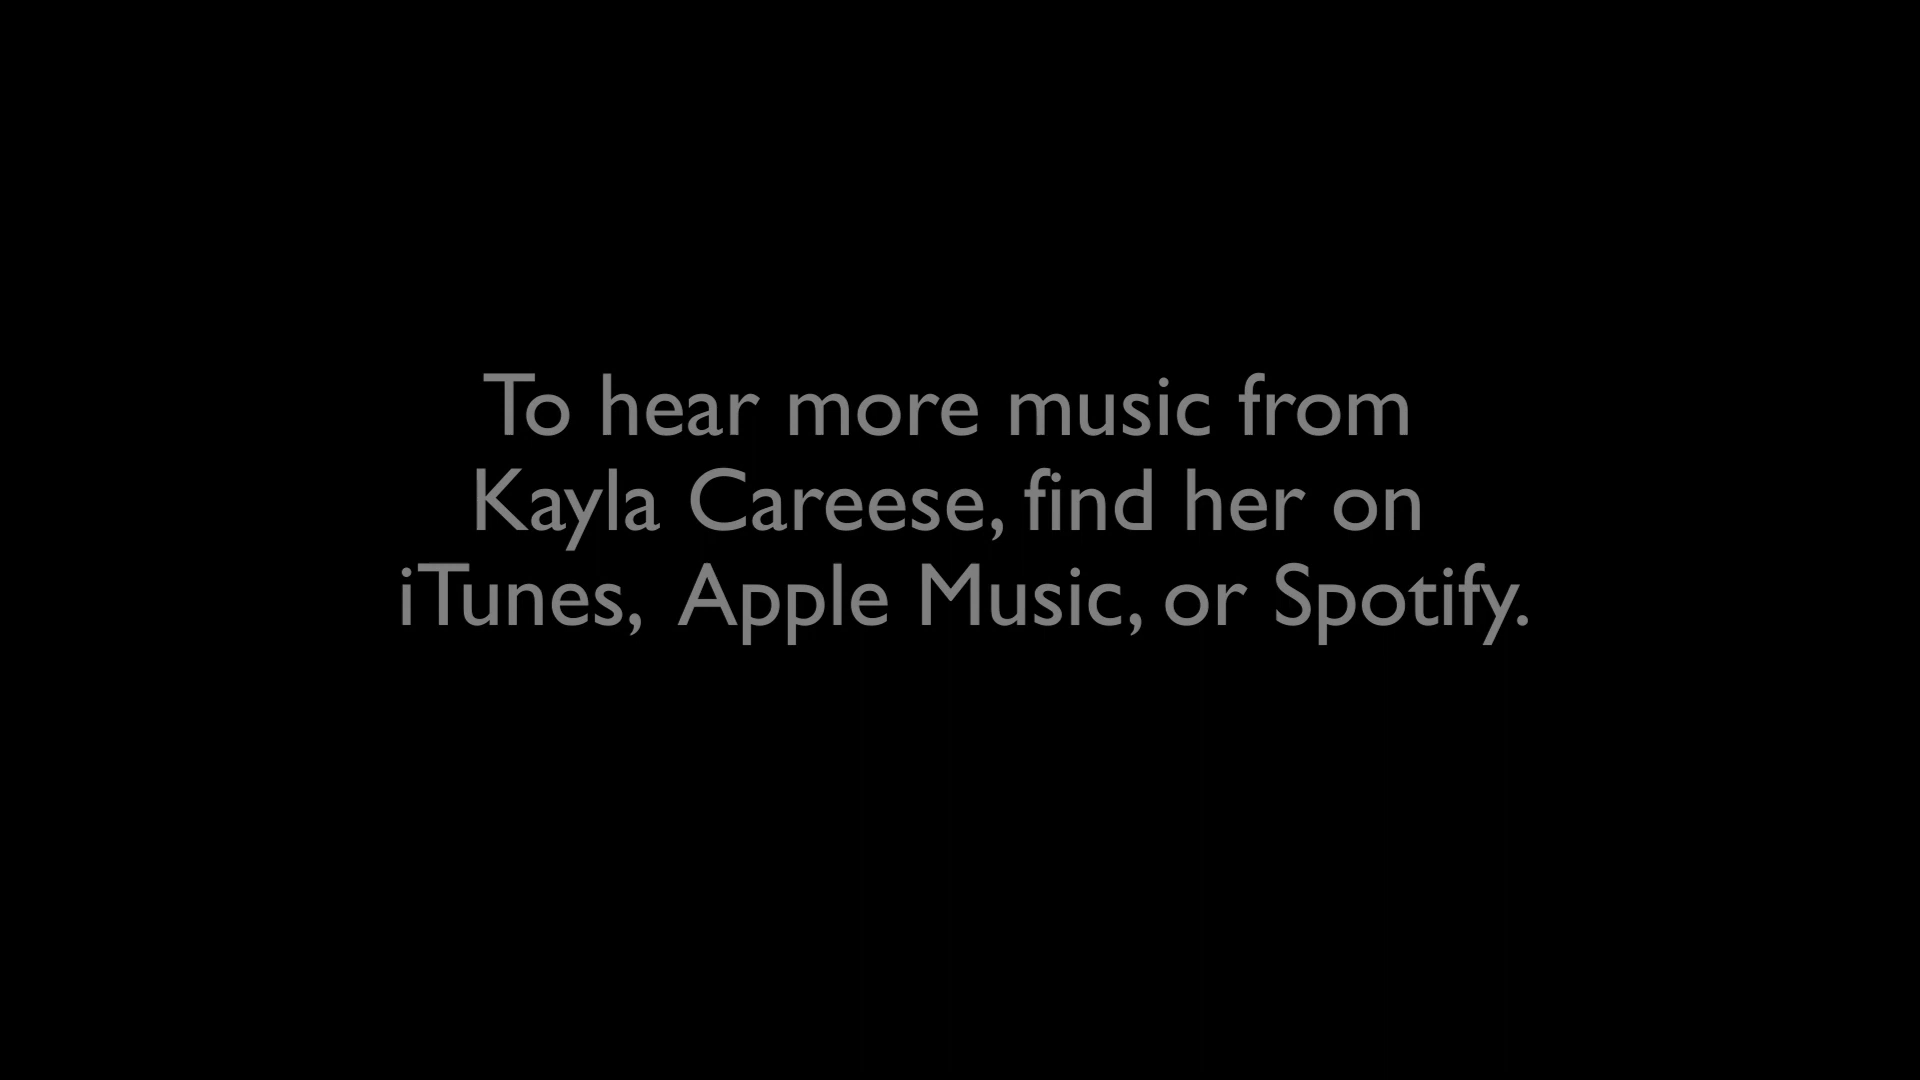 To hear more music from
Kayla Careese, find her on
iTunes,  Apple Music, or Spotify.